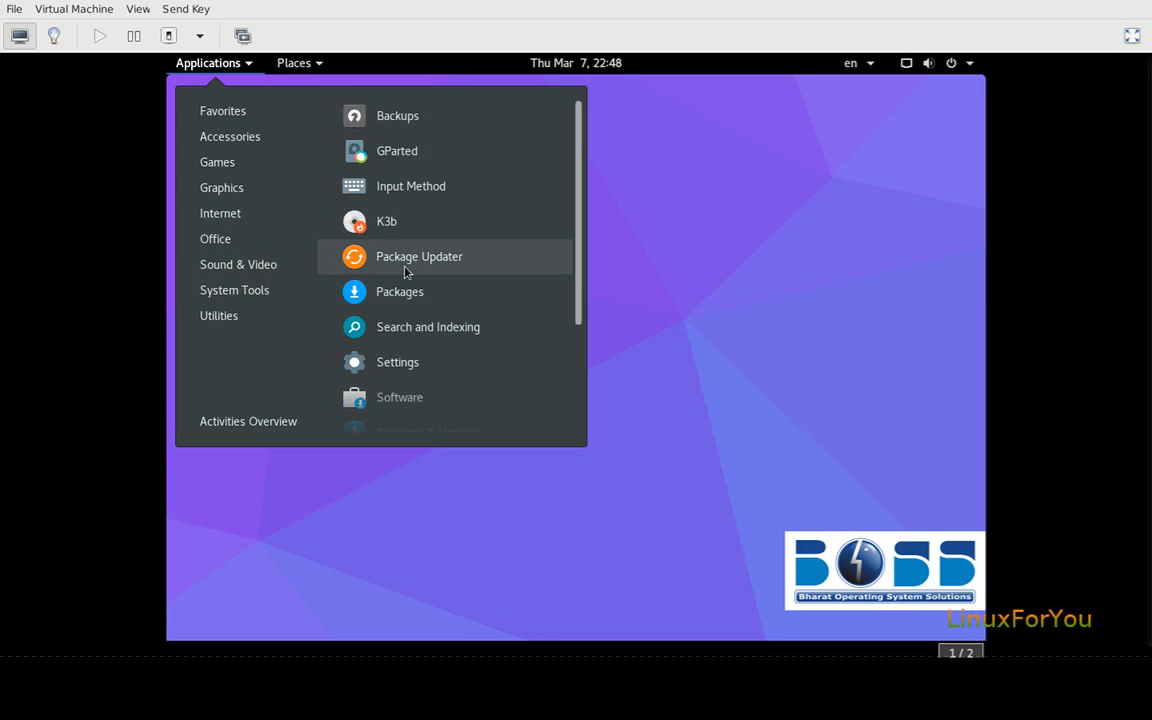 File Virtual Machine View Send Key
Applications Places Thu Mar 7, 22:48 en
Favorites
Accessories
Games
Graphics
Internet
Office
Sound & Video
System Tools
Utilities
Activities Overview
Backups
GParted
Input Method
K3b
Package Updater
Packages
Search and Indexing
Settings
Software
Software & Updates
BOSS
Bharat Operating System Solutions
LinuxForYou
1 / 2